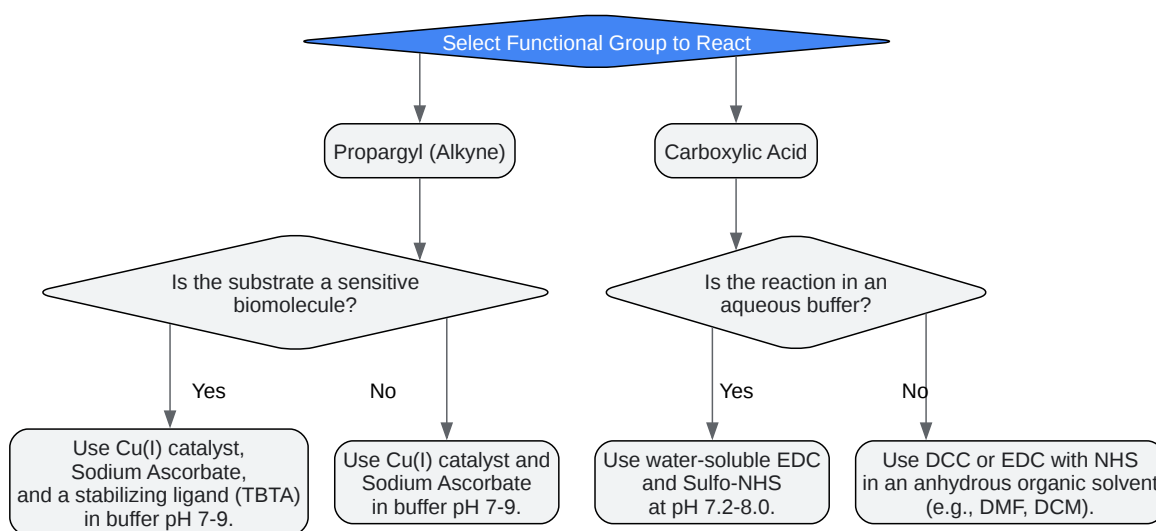 Select Functional Group to React
Propargyl (Alkyne)
Carboxylic Acid
Is the substrate a sensitive
biomolecule?
Is the reaction in an
aqueous buffer?
Yes
No
Yes
No
Use Cu(I) catalyst,
Sodium Ascorbate,
and a stabilizing ligand (TBTA)
in buffer pH 7-9.
Use Cu(I) catalyst and
Sodium Ascorbate
in buffer pH 7-9.
Use water-soluble EDC
and Sulfo-NHS
at pH 7.2-8.0.
Use DCC or EDC with NHS
in an anhydrous organic solvent
(e.g., DMF, DCM).